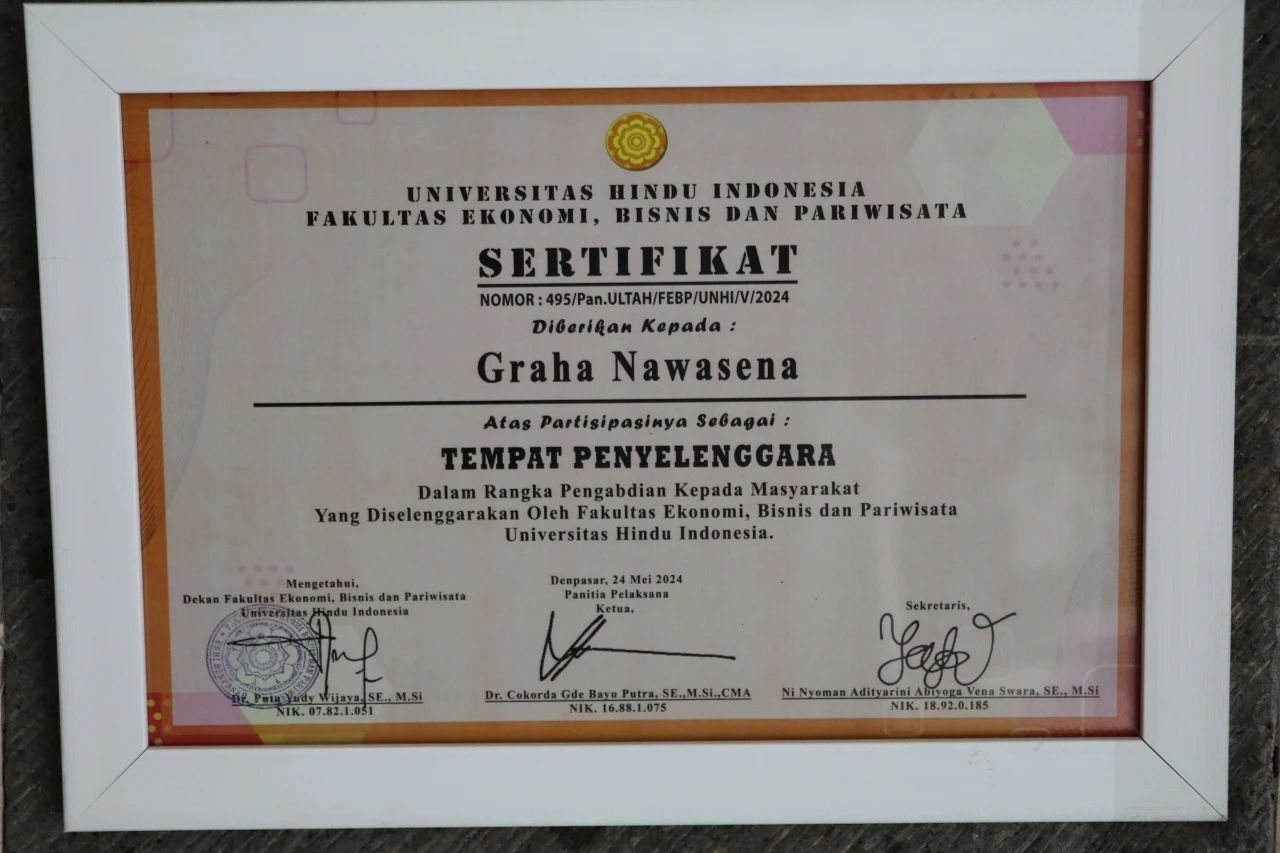 UNIVERSITAS HINDU INDONESIA
FAKULTAS EKONOMI, BISNIS DAN PARIWISATA
SERTIFIKAT
NOMOR : 495/Pan.ULTAH/FEBP/UNHI/V/2024
Diberikan Kepada :
Graha Nawasena
Atas Partisipasinya Sebagai :
TEMPAT PENYELENGGARA
Dalam Rangka Pengabdian Kepada Masyarakat
Yang Diselenggarakan Oleh Fakultas Ekonomi, Bisnis dan Pariwisata
Universitas Hindu Indonesia.
Mengetahui,
Dekan Fakultas Ekonomi, Bisnis dan Pariwisata
Universitas Hindu Indonesia
Dr. Putu Yudy Wijaya, SE., M.Si
NIK. 07.82.1.051
Denpasar, 24 Mei 2024
Panitia Pelaksana
Ketua,
Dr. Cokorda Gde Bayu Putra, SE.,M.Si.,CMA
NIK. 16.88.1.075
Sekretaris,
Ni Nyoman Adityarini Abiyoga Vena Swara, SE., M.Si
NIK. 18.92.0.185